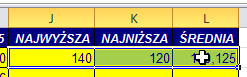 J K L
NAJWYŻSZA NAJNIŻSZA ŚREDNIA
140 120